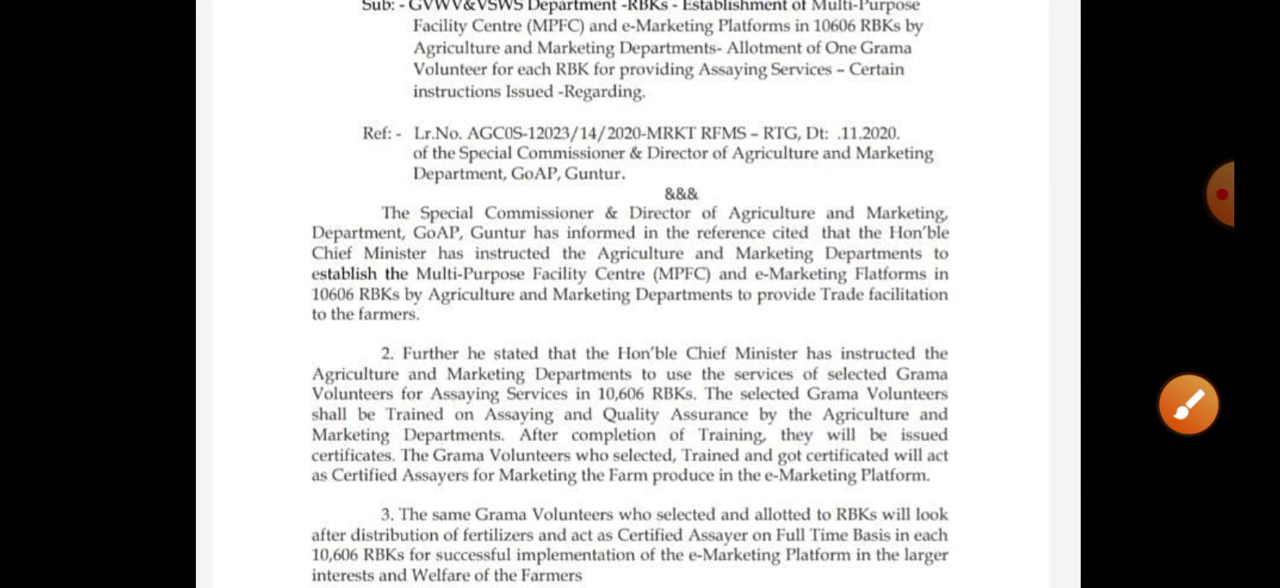 Sub: - GVWV&VSWS Department -RBKs - Establishment of Multi-Purpose
Facility Centre (MPFC) and e-Marketing Platforms in 10606 RBKs by
Agriculture and Marketing Departments- Allotment of One Grama
Volunteer for each RBK for providing Assaying Services – Certain
instructions Issued -Regarding.
Ref: - Lr.No. AGC0S-12023/14/2020-MRKT RFMS – RTG, Dt: .11.2020.
of the Special Commissioner & Director of Agriculture and Marketing
Department, GoAP, Guntur.
&&&
The Special Commissioner & Director of Agriculture and Marketing,
Department, GoAP, Guntur has informed in the reference cited that the Hon'ble
Chief Minister has instructed the Agriculture and Marketing Departments to
establish the Multi-Purpose Facility Centre (MPFC) and e-Marketing Flatforms in
10606 RBKs by Agriculture and Marketing Departments to provide Trade facilitation
to the farmers.
2. Further he stated that the Hon'ble Chief Minister has instructed the
Agriculture and Marketing Departments to use the services of selected Grama
Volunteers for Assaying Services in 10,606 RBKs. The selected Grama Volunteers
shall be Trained on Assaying and Quality Assurance by the Agriculture and
Marketing Departments. After completion of Training, they will be issued
certificates. The Grama Volunteers who selected, Trained and got certificated will act
as Certified Assayers for Marketing the Farm produce in the e-Marketing Platform.
3. The same Grama Volunteers who selected and allotted to RBKs will look
after distribution of fertilizers and act as Certified Assayer on Full Time Basis in each
10,606 RBKs for successful implementation of the e-Marketing Platform in the larger
interests and Welfare of the Farmers